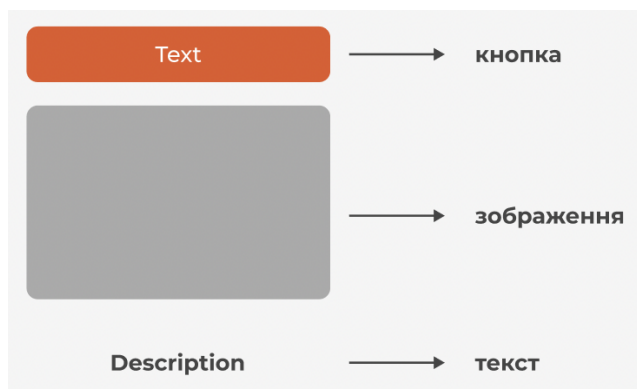 Text
кнопка
зображення
Description
текст